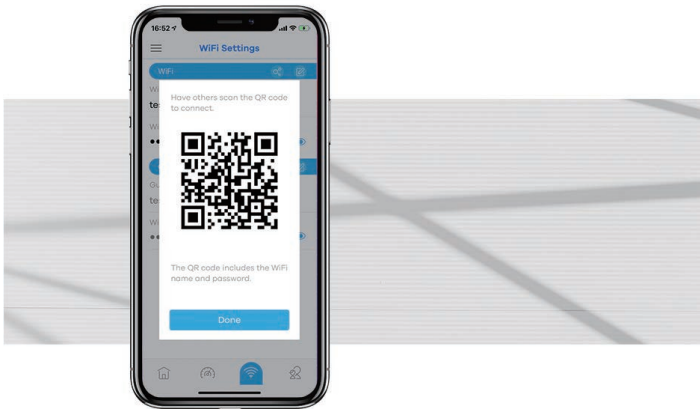 16:52
WiFi Settings
WiFi
Have others scan the QR code
to connect.
The QR code includes the WiFi
name and password.
Done